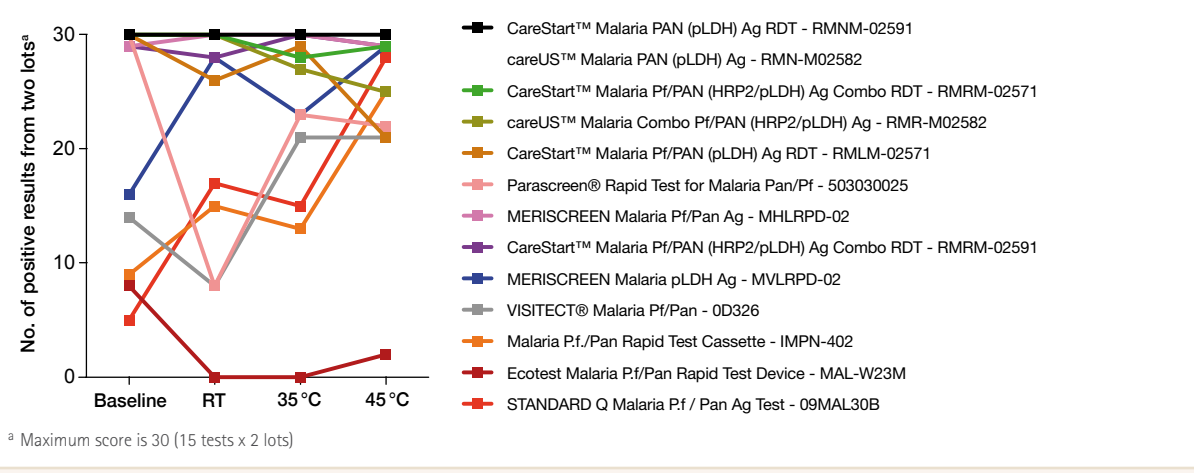 No. of positive results from two lotsᵃ
30
20
10
0
Baseline RT 35 °C 45 °C
CareStart™ Malaria PAN (pLDH) Ag RDT - RMNM-02591
careUS™ Malaria PAN (pLDH) Ag - RMN-M02582
CareStart™ Malaria Pf/PAN (HRP2/pLDH) Ag Combo RDT - RMRM-02571
careUS™ Malaria Combo Pf/PAN (HRP2/pLDH) Ag - RMR-M02582
CareStart™ Malaria Pf/PAN (pLDH) Ag RDT - RMLM-02571
Parascreen® Rapid Test for Malaria Pan/Pf - 503030025
MERISCREEN Malaria Pf/Pan Ag - MHLRPD-02
CareStart™ Malaria Pf/PAN (HRP2/pLDH) Ag Combo RDT - RMRM-02591
MERISCREEN Malaria pLDH Ag - MVLRPD-02
VISITECT® Malaria Pf/Pan - 0D326
Malaria P.f./Pan Rapid Test Cassette - IMPN-402
Ecotest Malaria P.f/Pan Rapid Test Device - MAL-W23M
STANDARD Q Malaria P.f / Pan Ag Test - 09MAL30B
ᵃ Maximum score is 30 (15 tests x 2 lots)